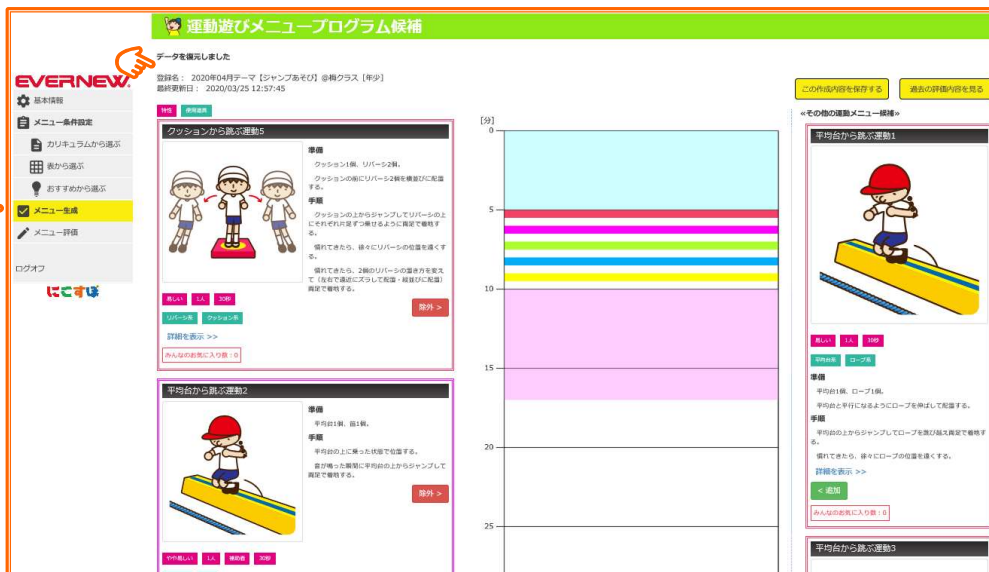 運動遊びメニュープログラム候補
データを復元しました
EVERNEW.
基本情報
メニュー条件設定
カリキュラムから選ぶ
表から選ぶ
おすすめから選ぶ
メニュー生成
メニュー評価
ログオフ
にこすぽ
登録名： 2020年04月テーマ【ジャンプあそび】@梅クラス [年少]
最終更新日： 2020/03/25 12:57:45
この作成内容を保存する
過去の評価内容を見る
特性
使用道具
クッションから跳ぶ運動5
準備
クッション1個、リバーシ2個。
クッションの前にリバーシ2個を横並びに配置
する。
手順
クッションの上からジャンプしてリバーシの上
にそれぞれ片足ずつ乗せるように両足で着地す
る。
慣れてきたら、徐々にリバーシの位置を遠くす
る。
慣れてきたら、2個のリバーシの置き方を変え
て（左右で遠近にズラして配置・縦並びに配置）
両足で着地する。
易しい
1人
30秒
リバーシ系
クッション系
除外 >
詳細を表示 >>
みんなのお気に入り数：0
平均台から跳ぶ運動2
準備
平均台1個、笛1個。
手順
平均台の上に乗った状態で位置する。
音が鳴った瞬間に平均台の上からジャンプして
両足で着地する。
除外 >
やや易しい
1人
補助者
30秒
[分]
0
5
10
15
20
25
«その他の運動メニュー候補»
平均台から跳ぶ運動1
易しい
1人
30秒
平均台系
ロープ系
準備
平均台1個、ロープ1個。
平均台と平行になるようにロープを伸ばして配置する。
手順
平均台の上からジャンプしてロープを跳び越え両足で着地す
る。
慣れてきたら、徐々にロープの位置を遠くする。
詳細を表示 >>
< 追加
みんなのお気に入り数：0
平均台から跳ぶ運動3